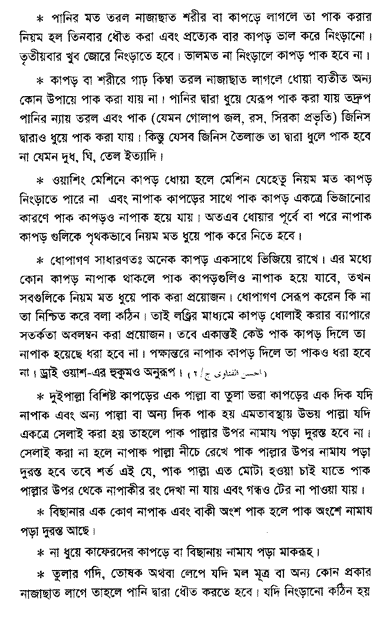 * পানির মত তরল নাজাছাত শরীর বা কাপড়ে লাগলে তা পাক করার
নিয়ম হল তিনবার ধৌত করা এবং প্রত্যেক বার কাপড় ভাল করে নিংড়ানো।
তৃতীয়বার খুব জোরে নিংড়াতে হবে। ভালমত না নিংড়ালে কাপড় পাক হবে না।
* কাপড় বা শরীরে গাঢ় কিম্বা তরল নাজাছাত লাগলে ধোয়া ব্যতীত অন্য
কোন উপায়ে পাক করা যায় না। পানির দ্বারা ধুয়ে যেরূপ পাক করা যায় তদ্রূপ
পানির ন্যায় তরল এবং পাক (যেমন গোলাপ জল, রস, সিরকা প্রভৃতি) জিনিস
দ্বারাও ধুয়ে পাক করা যায়। কিন্তু যেসব জিনিস তৈলাক্ত তা দ্বারা ধুলে পাক হবে
না যেমন দুধ, ঘি, তেল ইত্যাদি।
* ওয়াশিং মেশিনে কাপড় ধোয়া হলে মেশিন যেহেতু নিয়ম মত কাপড়
নিংড়াতে পারে না এবং নাপাক কাপড়ের সাথে পাক কাপড় একত্রে ভিজানোর
কারণে পাক কাপড়ও নাপাক হয়ে যায়। অতএব ধোয়ার পূর্বে বা পরে নাপাক
কাপড় গুলিকে পৃথকভাবে নিয়ম মত ধুয়ে পাক করে নিতে হবে।
* ধোপাগণ সাধারণতঃ অনেক কাপড় একসাথে ভিজিয়ে রাখে। এর মধ্যে
কোন কাপড় নাপাক থাকলে পাক কাপড়গুলিও নাপাক হয়ে যাবে, তখন
সবগুলিকে নিয়ম মত ধুয়ে পাক করা প্রয়োজন। ধোপাগণ সেরূপ করেন কি না
তা নিশ্চিত করে বলা কঠিন। তাই লণ্ড্রির মাধ্যমে কাপড় ধোলাই করার ব্যাপারে
সতর্কতা অবলম্বন করা প্রয়োজন। তবে একান্তই কেউ পাক কাপড় দিলে তা
নাপাক হয়েছে ধরা হবে না। পক্ষান্তরে নাপাক কাপড় দিলে তা পাকও ধরা হবে
না। ড্রাই ওয়াশ-এর হুকুমও অনুরূপ। (احسن الفتاوى ج/٢)
* দুইপাল্লা বিশিষ্ট কাপড়ের এক পাল্লা বা তুলা ভরা কাপড়ের এক দিক যদি
নাপাক এবং অন্য পাল্লা বা অন্য দিক পাক হয় এমতাবস্থায় উভয় পাল্লা যদি
একত্রে সেলাই করা হয় তাহলে পাক পাল্লার উপর নামায পড়া দুরস্ত হবে না।
সেলাই করা না হলে নাপাক পাল্লা নীচে রেখে পাক পাল্লার উপর নামায পড়া
দুরস্ত হবে তবে শর্ত এই যে, পাক পাল্লা এত মোটা হওয়া চাই যাতে পাক
পাল্লার উপর থেকে নাপাকীর রং দেখা না যায় এবং গন্ধও টের না পাওয়া যায়।
* বিছানার এক কোণ নাপাক এবং বাকী অংশ পাক হলে পাক অংশে নামায
পড়া দুরস্ত আছে।
* না ধুয়ে কাফেরদের কাপড়ে বা বিছানায় নামায পড়া মাকরূহ।
* তুলার গদি, তোষক অথবা লেপে যদি মল মূত্র বা অন্য কোন প্রকার
নাজাছাত লাগে তাহলে পানি দ্বারা ধৌত করতে হবে। যদি নিংড়ানো কঠিন হয়